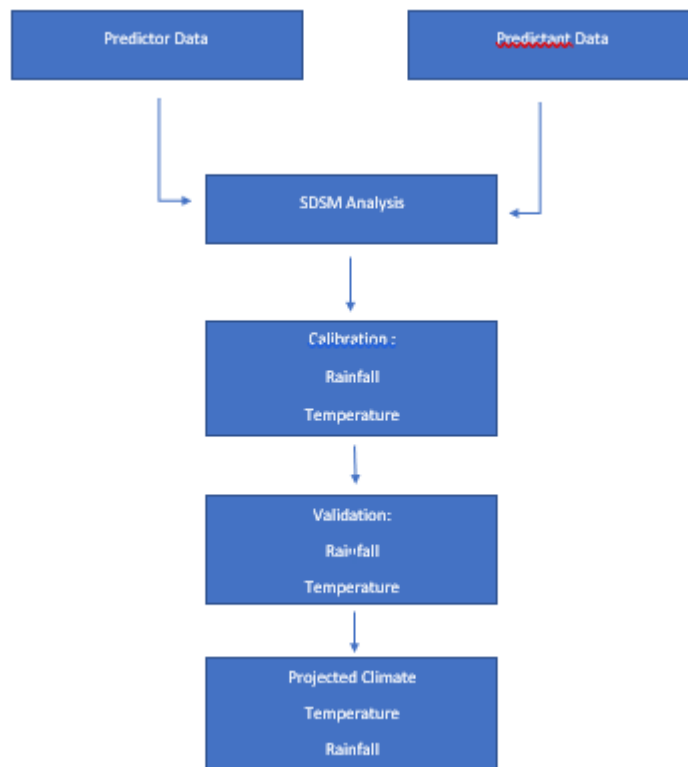 Predictor Data
Predictant Data
SDSM Analysis
Calibration :
Rainfall
Temperature
Validation:
Rainfall
Temperature
Projected Climate
Temperature
Rainfall